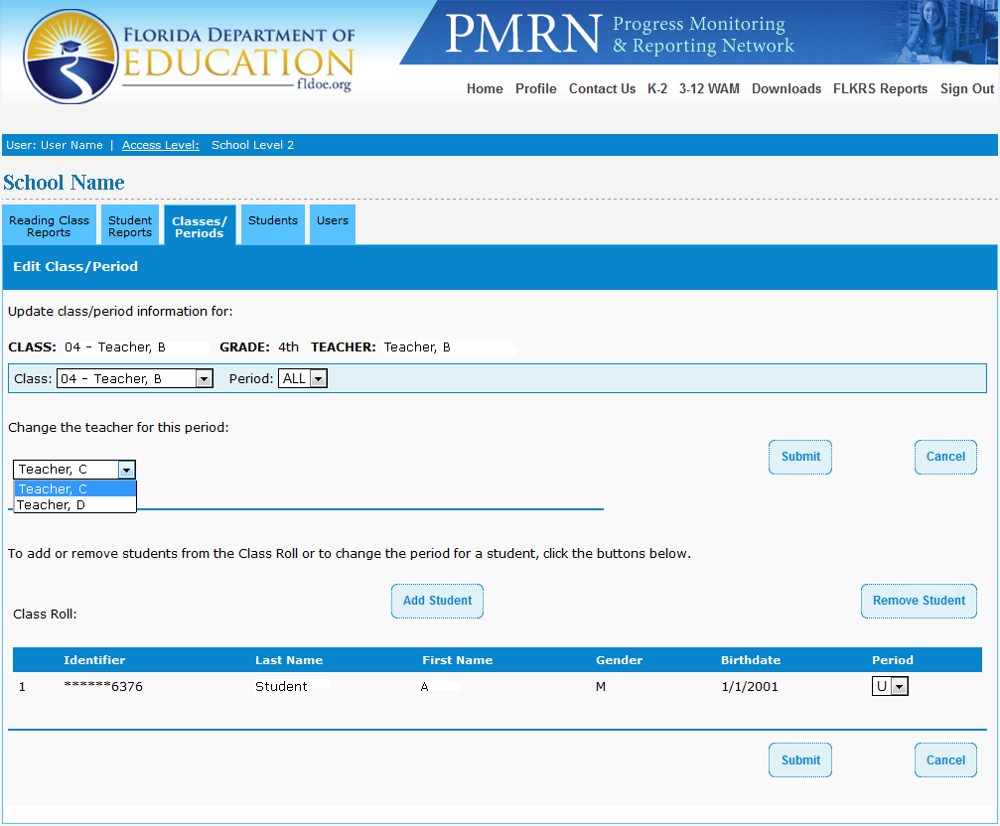 FLORIDA DEPARTMENT OF
EDUCATION
fldoe.org
PMRN Progress Monitoring
& Reporting Network
Home Profile Contact Us K-2 3-12 WAM Downloads FLKRS Reports Sign Out
User: User Name | Access Level: School Level 2
School Name
Reading Class Reports
Student Reports
Classes/ Periods
Students
Users
Edit Class/Period
Update class/period information for:
CLASS: 04 - Teacher, B GRADE: 4th TEACHER: Teacher, B
Class: 04 - Teacher, B Period: ALL
Change the teacher for this period:
Submit Cancel
Teacher, C
Teacher, C
Teacher, D
To add or remove students from the Class Roll or to change the period for a student, click the buttons below.
Add Student Remove Student
Class Roll:
Identifier Last Name First Name Gender Birthdate Period
1 ******6376 Student A M 1/1/2001 U
Submit Cancel